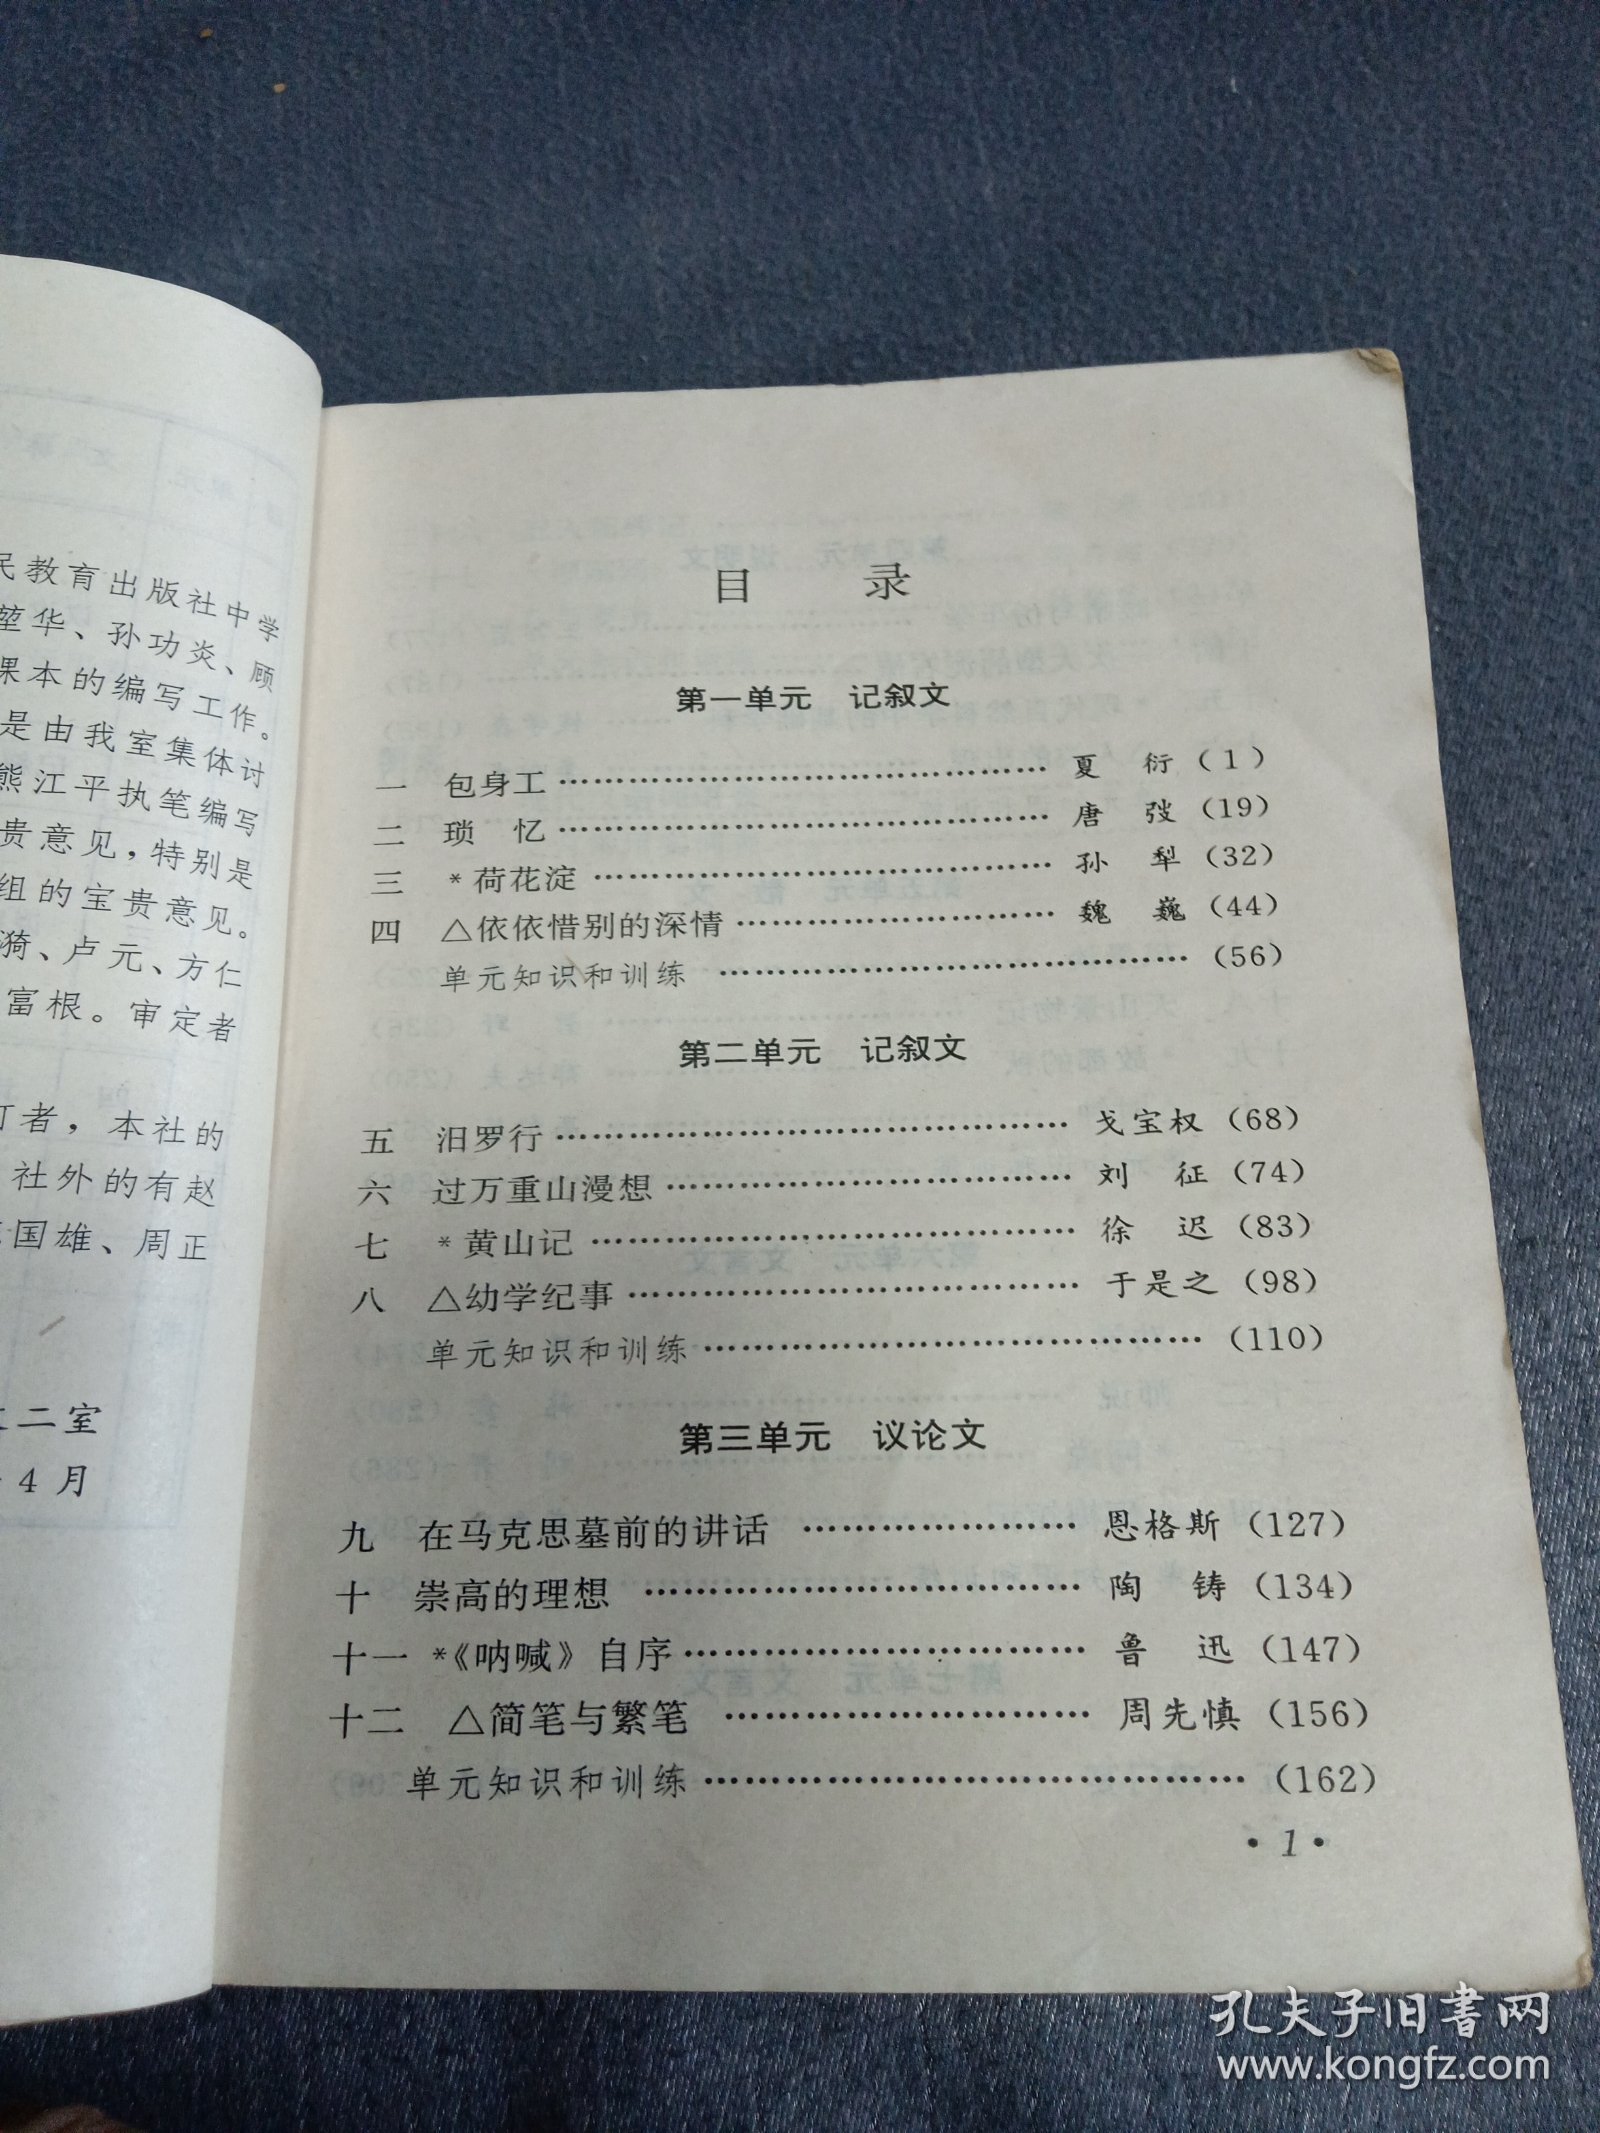 民教育出版社中学
堃华、孙功炎、顾
果本的编写工作。
是由我室集体讨
熊江平执笔编写
贵意见，特别是
组的宝贵意见。
漪、卢元、方仁
富根。审定者
订者，本社的
社外的有赵
国雄、周正
二室
4月
目 录
第一单元 记叙文
一 包身工 …… 夏 衍 (1)
二 琐 忆 …… 唐 弢 (19)
三 *荷花淀 …… 孙 犁 (32)
四 △依依惜别的深情 …… 魏 巍 (44)
单元知识和训练 …… (56)
第二单元 记叙文
五 汨罗行 …… 戈宝权 (68)
六 过万重山漫想 …… 刘 征 (74)
七 *黄山记 …… 徐 迟 (83)
八 △幼学纪事 …… 于是之 (98)
单元知识和训练 …… (110)
第三单元 议论文
九 在马克思墓前的讲话 …… 恩格斯 (127)
十 崇高的理想 …… 陶 铸 (134)
十一 *《呐喊》自序 …… 鲁 迅 (147)
十二 △简笔与繁笔 …… 周先慎 (156)
单元知识和训练 …… (162)
·1·
孔夫子旧书网
www.kongfz.com